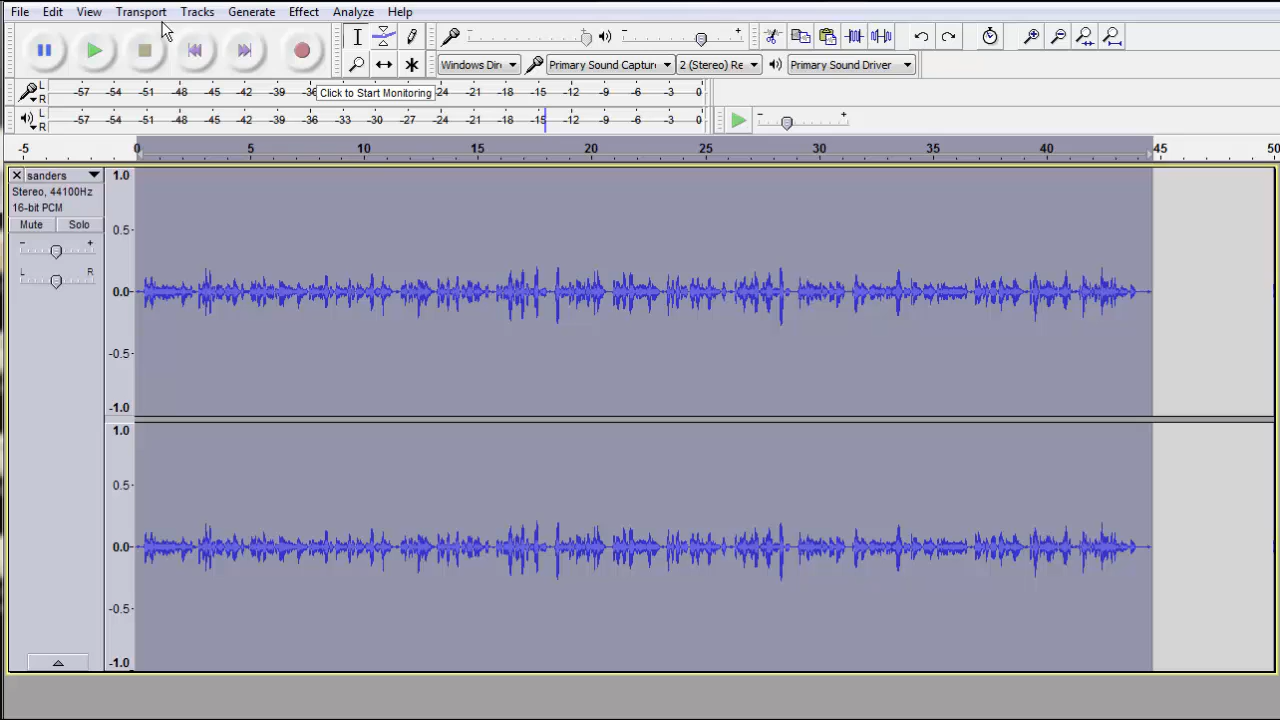 File Edit View Transport Tracks Generate Effect Analyze Help
Windows Dire Primary Sound Capture 2 (Stereo) Re Primary Sound Driver
L R -57 -54 -51 -48 -45 -42 Click to Start Monitoring 24 -21 -18 -15 -12 -9 -6 -3 0
L R -57 -54 -51 -48 -45 -42 -39 -36 -33 -30 -27 -24 -21 -18 -15 -12 -9 -6 -3 0
-5 0 5 10 15 20 25 30 35 40 45 50
sanders
Stereo, 44100Hz
16-bit PCM
Mute Solo
- +
L R
1.0
0.5
0.0
-0.5
-1.0
1.0
0.5
0.0
-0.5
-1.0